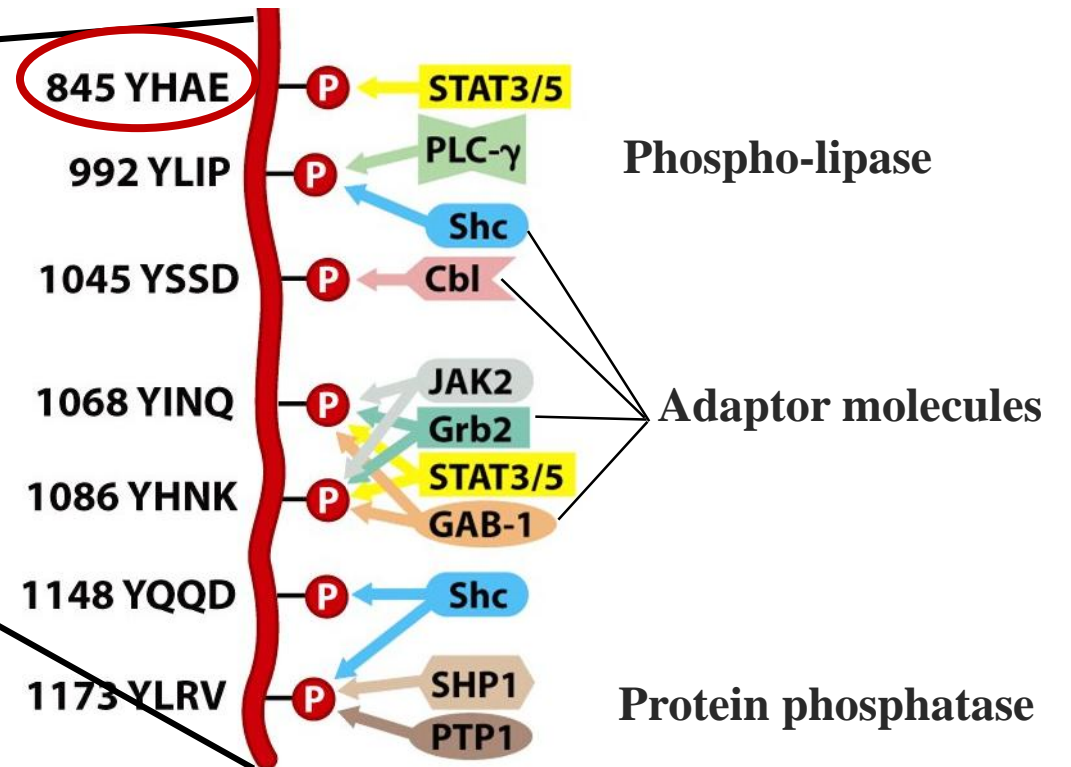 845 YHAE P STAT3/5
PLC-γ Phospho-lipase
992 YLIP P
Shc
1045 YSSD P Cbl
JAK2
1068 YINQ P Adaptor molecules
Grb2
STAT3/5
1086 YHNK P
GAB-1
1148 YQQD P Shc
SHP1
1173 YLRV P Protein phosphatase
PTP1